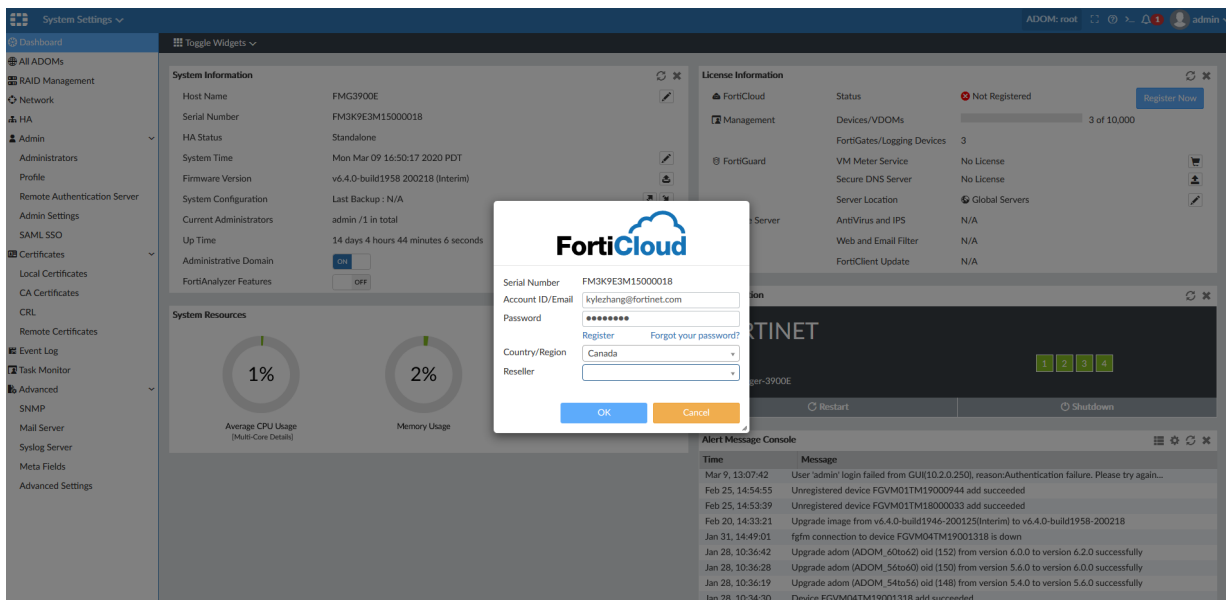 System Settings
ADOM: root
1
admin
Dashboard
Toggle Widgets
All ADOMs
RAID Management
Network
HA
Admin
Administrators
Profile
Remote Authentication Server
Admin Settings
SAML SSO
Certificates
Local Certificates
CA Certificates
CRL
Remote Certificates
Event Log
Task Monitor
Advanced
SNMP
Mail Server
Syslog Server
Meta Fields
Advanced Settings
System Information
Host Name FMG3900E
Serial Number FM3K9E3M15000018
HA Status Standalone
System Time Mon Mar 09 16:50:17 2020 PDT
Firmware Version v6.4.0-build1958 200218 (Interim)
System Configuration Last Backup : N/A
Current Administrators admin /1 in total
Up Time 14 days 4 hours 44 minutes 6 seconds
Administrative Domain ON
FortiAnalyzer Features OFF
System Resources
1%
2%
Average CPU Usage
[Multi-Core Details]
Memory Usage
FortiCloud
Serial Number FM3K9E3M15000018
Account ID/Email kylezhang@fortinet.com
Password ●●●●●●●●
Register Forgot your password?
Country/Region Canada
Reseller
OK Cancel
License Information
FortiCloud Status Not Registered Register Now
Management Devices/VDOMs 3 of 10,000
FortiGates/Logging Devices 3
FortiGuard VM Meter Service No License
Secure DNS Server No License
Server Location Global Servers
Server AntiVirus and IPS N/A
Web and Email Filter N/A
FortiClient Update N/A
1 2 3 4
3900E
Restart Shutdown
Alert Message Console
Time Message
Mar 9, 13:07:42 User 'admin' login failed from GUI(10.2.0.250), reason:Authentication failure. Please try again...
Feb 25, 14:54:55 Unregistered device FGVM01TM19000944 add succeeded
Feb 25, 14:53:39 Unregistered device FGVM01TM18000033 add succeeded
Feb 20, 14:33:21 Upgrade image from v6.4.0-build1946-200125(Interim) to v6.4.0-build1958-200218
Jan 31, 14:49:01 fgfm connection to device FGVM04TM19001318 is down
Jan 28, 10:36:42 Upgrade adom (ADOM_60to62) oid (152) from version 6.0.0 to version 6.2.0 successfully
Jan 28, 10:36:28 Upgrade adom (ADOM_56to60) oid (150) from version 5.6.0 to version 6.0.0 successfully
Jan 28, 10:36:19 Upgrade adom (ADOM_54to56) oid (148) from version 5.4.0 to version 5.6.0 successfully
Jan 28, 10:34:30 Device FGVM04TM19001318 add succeeded